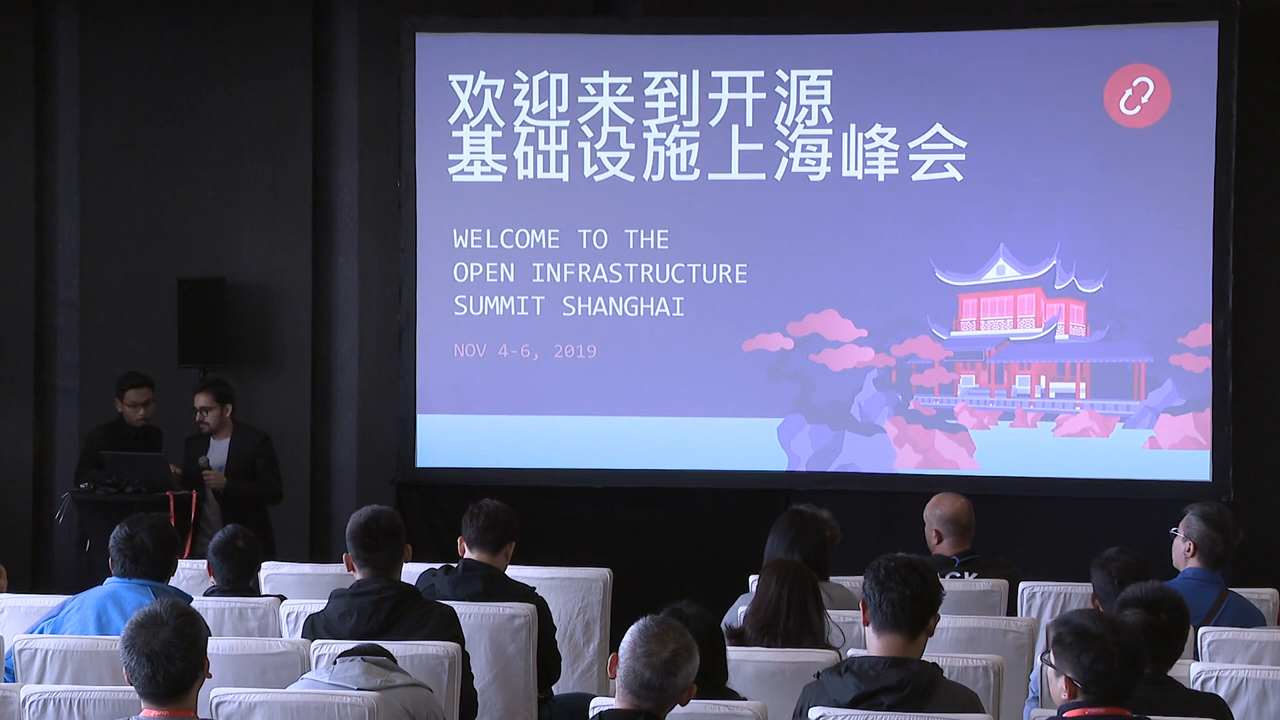 欢迎来到开源
基础设施上海峰会
WELCOME TO THE
OPEN INFRASTRUCTURE
SUMMIT SHANGHAI
NOV 4-6, 2019